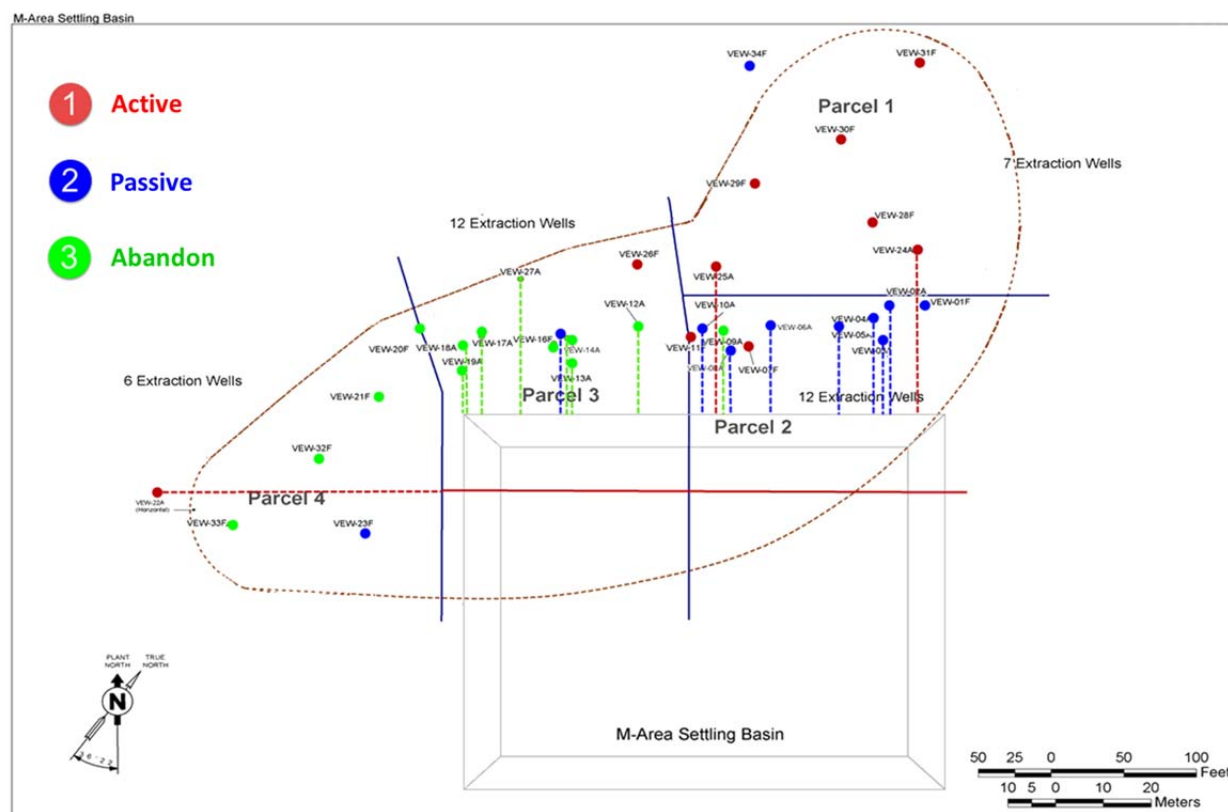 M-Area Settling Basin
1 Active
2 Passive
3 Abandon
VEW-34F
VEW-31F
Parcel 1
VEW-30F
7 Extraction Wells
VEW-29F
VEW-28F
12 Extraction Wells
VEW-24A
VEW-26F
VEW-25A
VEW-27A
VEW-02A
VEW-01F
VEW-12A
VEW-10A
VEW-04A
VEW-06A
VEW-05A
VEW-20F
VEW-18A
VEW-17A
VEW-16F
VEW-14A
VEW-11F
VEW-09A
VEW-19A
VEW-08A
VEW-07F
VEW-13A
6 Extraction Wells
VEW-21F
Parcel 3
12 Extraction Wells
Parcel 2
VEW-32F
Parcel 4
VEW-22A
(Horizontal)
VEW-33F
VEW-23F
PLANT
NORTH
TRUE
NORTH
N
M-Area Settling Basin
50 25 0 50 100
Feet
10 5 0 10 20
Meters